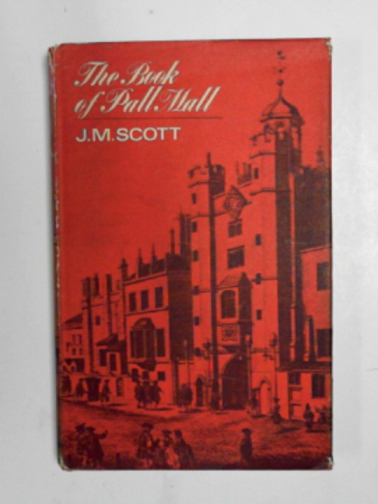 The Book
of Pall Mall
J.M.SCOTT